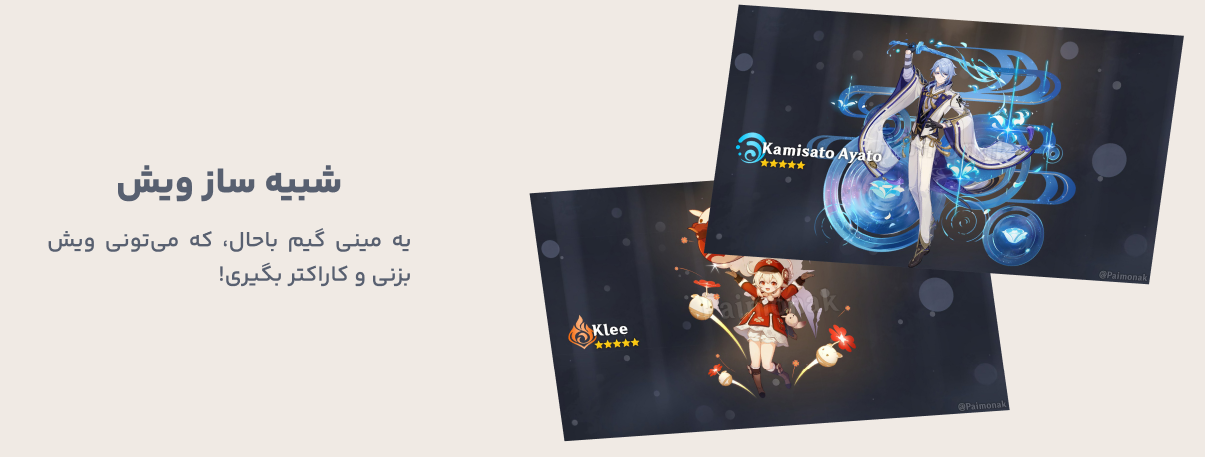 شبیه ساز ویش
یه مینی گیم باحال، که می‌تونی ویش
بزنی و کاراکتر بگیری!
Kamisato Ayato
@Paimonak
Klee
Paimonak
@Paimonak